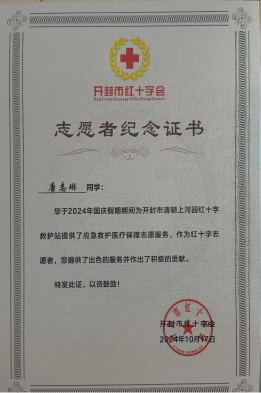 开封市红十字会
Red Cross Society Of Kaifeng Branch
志愿者纪念证书
唐志琳 同学：
您于2024年国庆假期期间为开封市清明上河园红十字
救护站提供了应急救护医疗保障志愿服务，作为红十字志
愿者，您提供了出色的服务并作出了积极的贡献。
特发此证，以资鼓励！
开封市红十字会
2024年10月17日